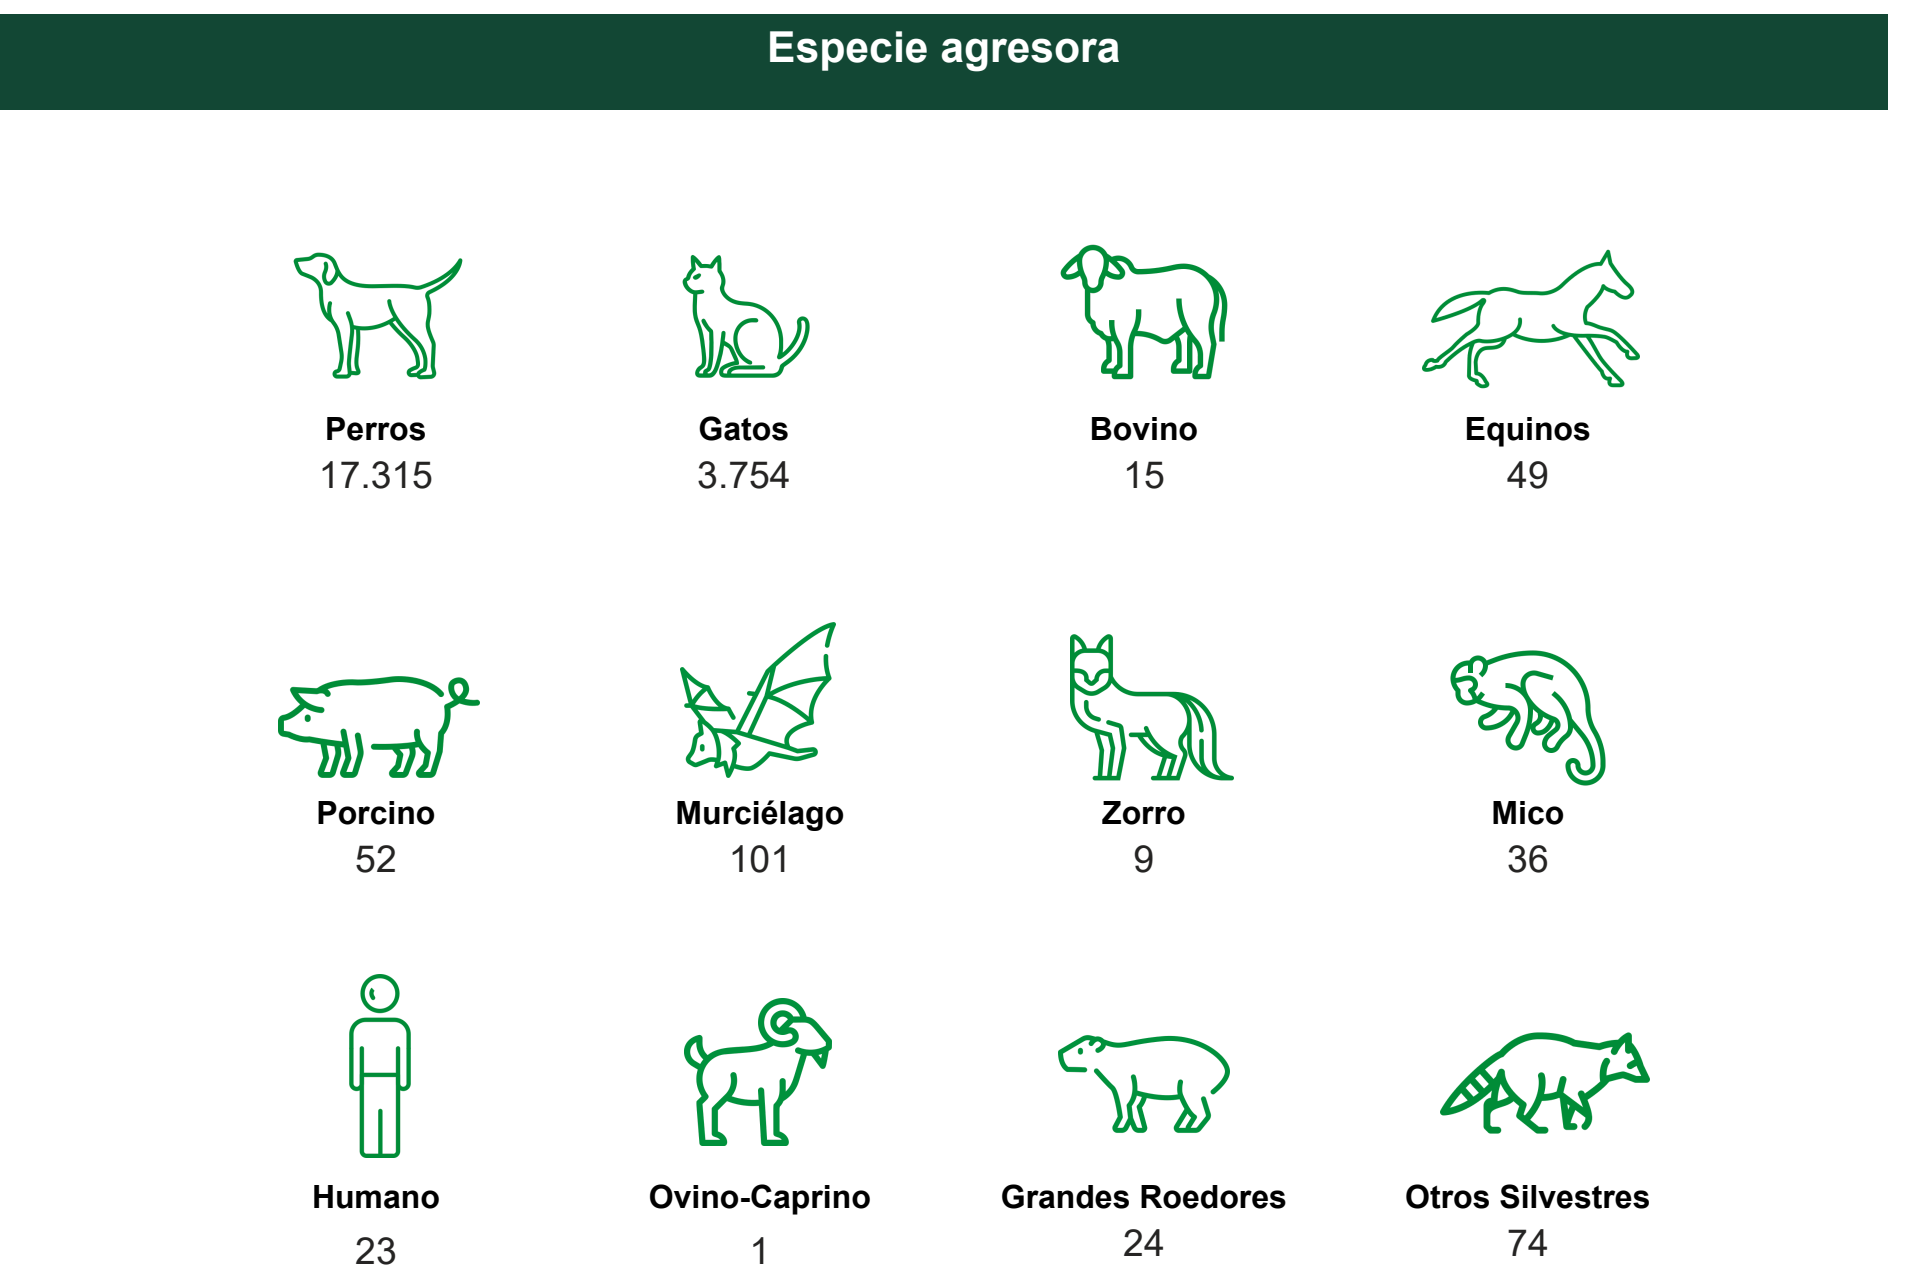 Especie agresora
Perros
17.315
Gatos
3.754
Bovino
15
Equinos
49
Porcino
52
Murciélago
101
Zorro
9
Mico
36
Humano
23
Ovino-Caprino
1
Grandes Roedores
24
Otros Silvestres
74